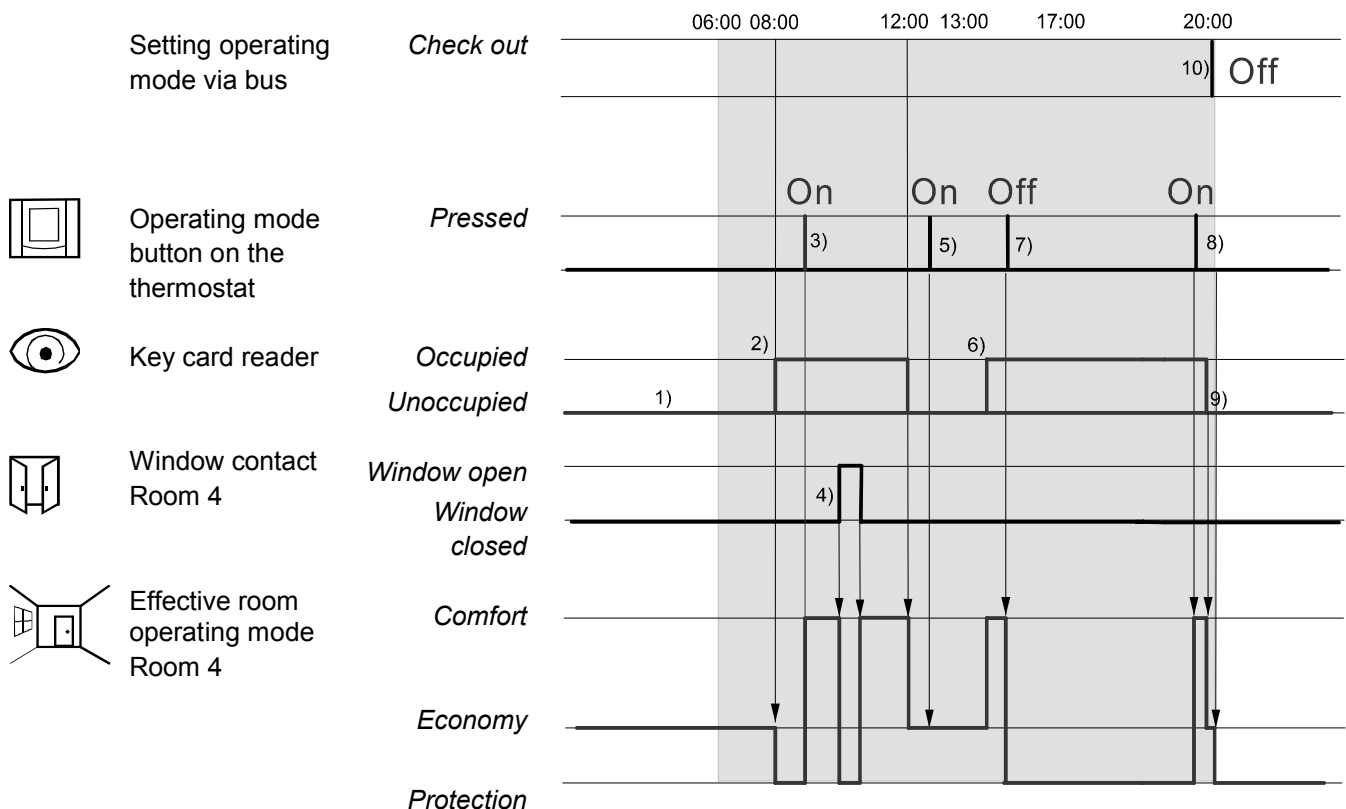 06:00 08:00 12:00 13:00 17:00 20:00
Setting operating
mode via bus
Check out
10) Off
On On Off On
Operating mode
button on the
thermostat
Pressed
3) 5) 7) 8)
Key card reader
Occupied
2) 6)
Unoccupied
1) 9)
Window contact
Room 4
Window open
4)
Window
closed
Effective room
operating mode
Room 4
Comfort
Economy
Protection